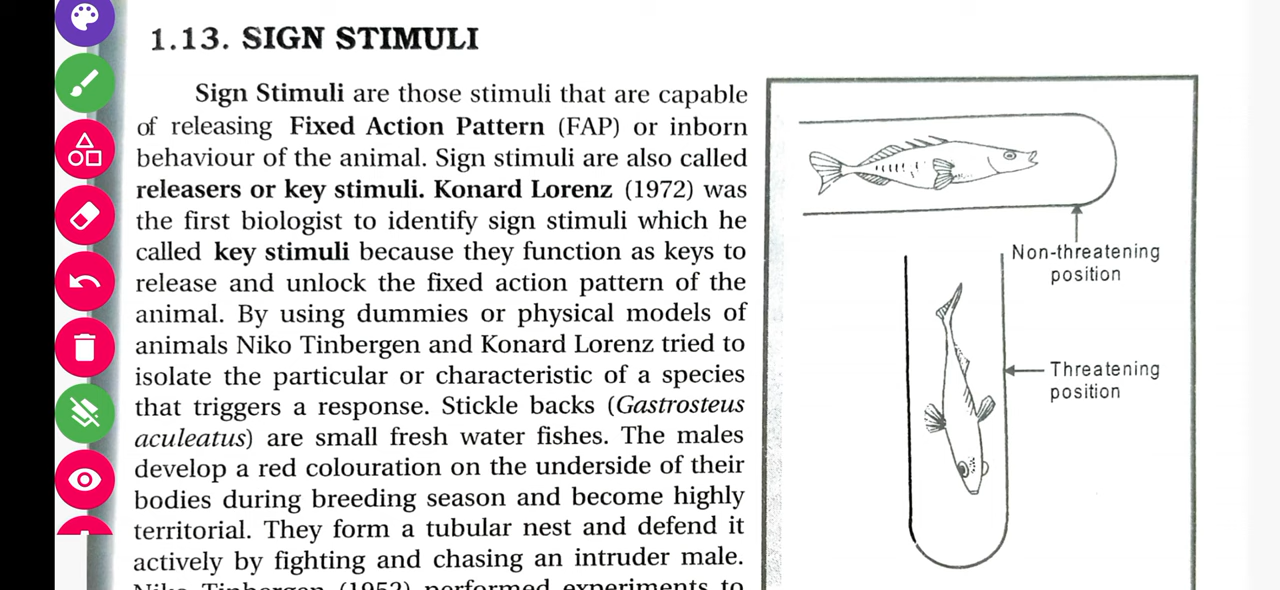 1.13. SIGN STIMULI
Sign Stimuli are those stimuli that are capable
of releasing Fixed Action Pattern (FAP) or inborn
behaviour of the animal. Sign stimuli are also called
releasers or key stimuli. Konard Lorenz (1972) was
the first biologist to identify sign stimuli which he
called key stimuli because they function as keys to
release and unlock the fixed action pattern of the
animal. By using dummies or physical models of
animals Niko Tinbergen and Konard Lorenz tried to
isolate the particular or characteristic of a species
that triggers a response. Stickle backs (Gastrosteus
aculeatus) are small fresh water fishes. The males
develop a red colouration on the underside of their
bodies during breeding season and become highly
territorial. They form a tubular nest and defend it
actively by fighting and chasing an intruder male.
Niko Tinbergen (1952) performed experiments to
Non-threatening
position
Threatening
position